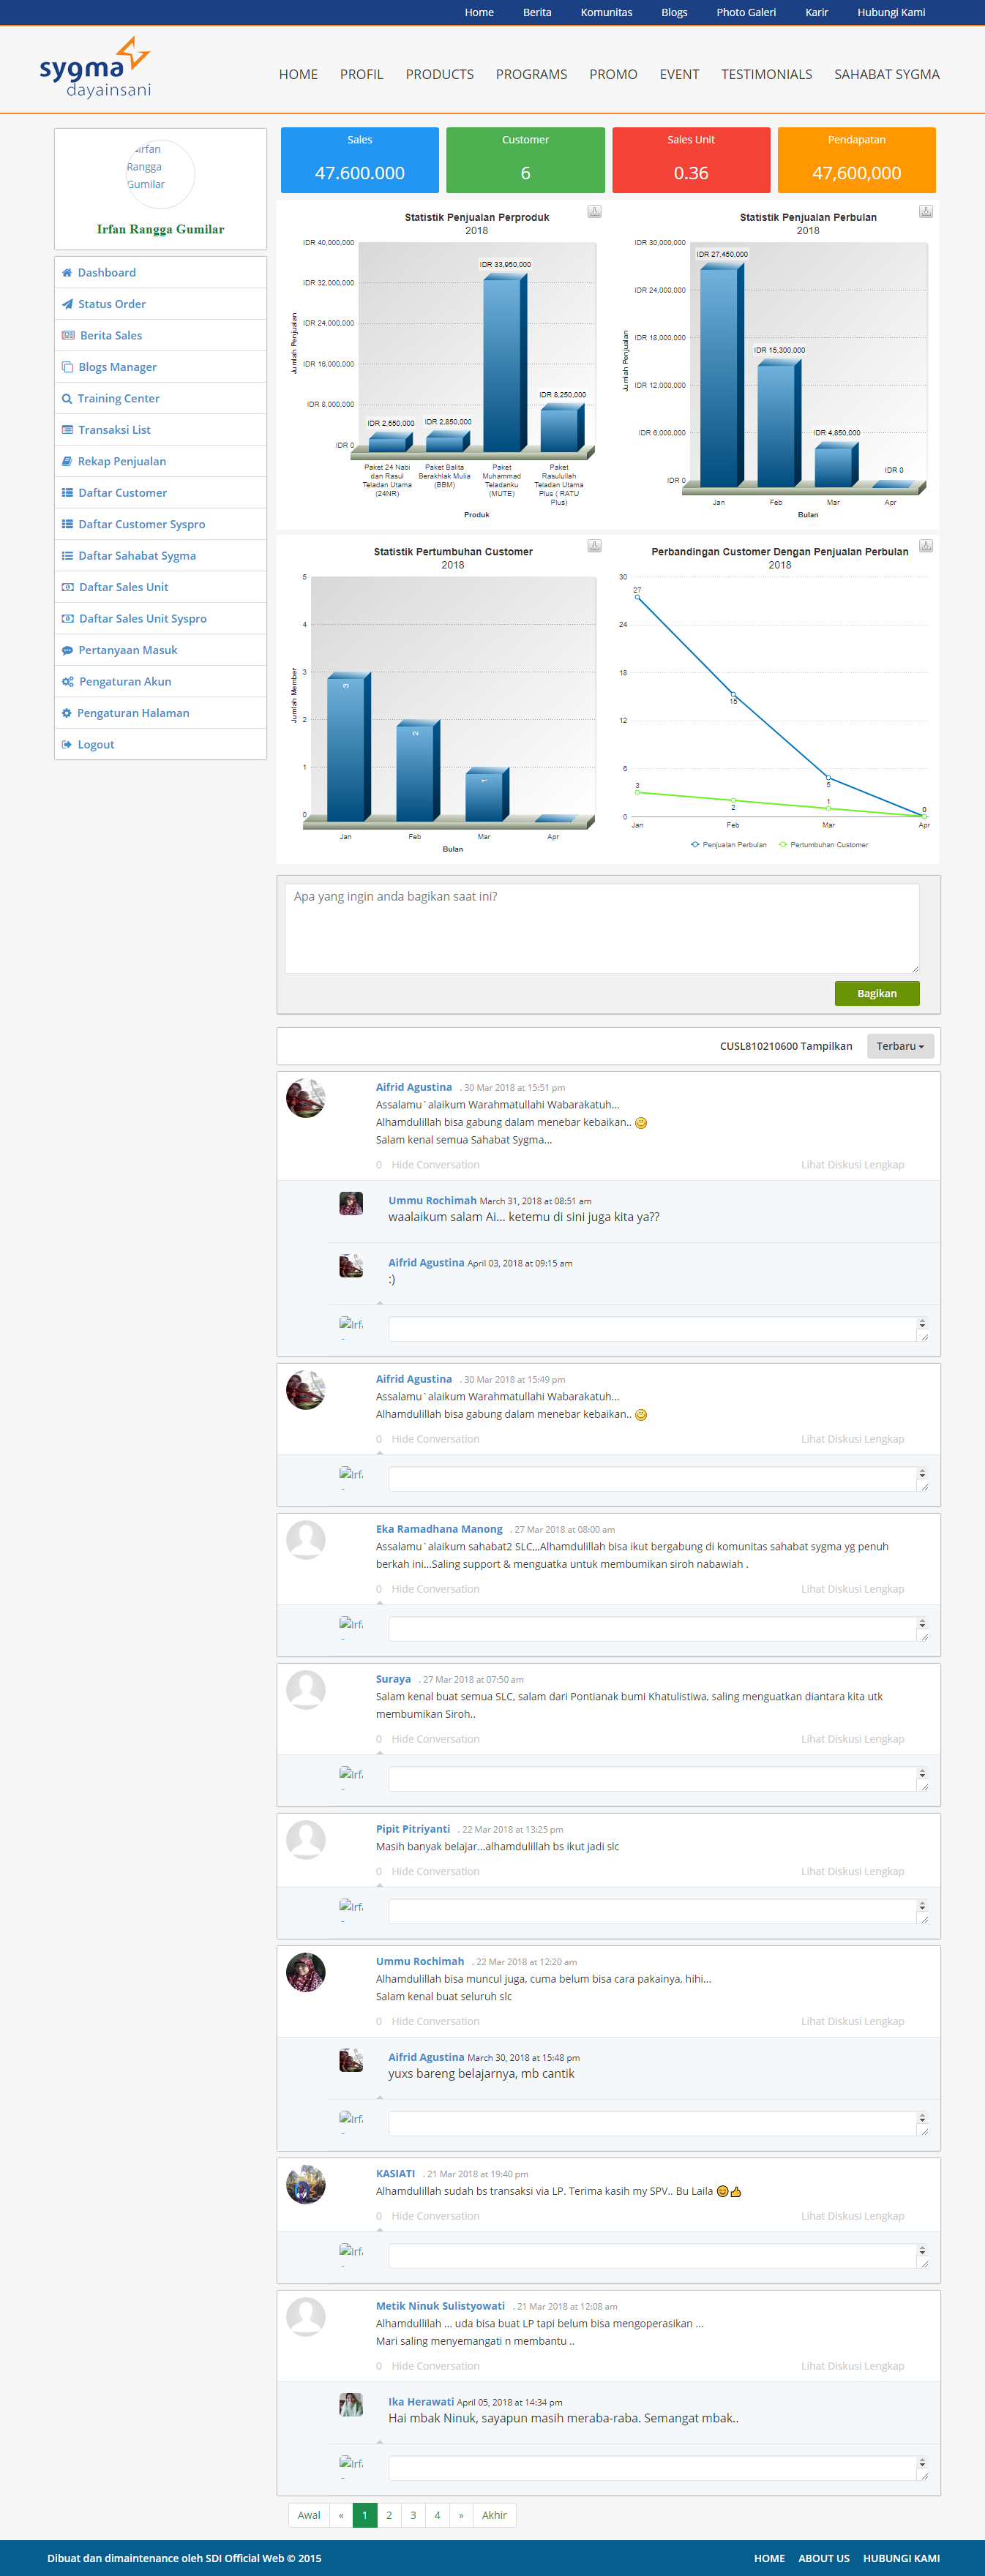 Home Berita Komunitas Blogs Photo Galeri Karir Hubungi Kami
sygma
dayainsani
HOME PROFIL PRODUCTS PROGRAMS PROMO EVENT TESTIMONIALS SAHABAT SYGMA
Irfan
Rangga
Gumilar
Irfan Rangga Gumilar
Dashboard
Status Order
Berita Sales
Blogs Manager
Training Center
Transaksi List
Rekap Penjualan
Daftar Customer
Daftar Customer Syspro
Daftar Sahabat Sygma
Daftar Sales Unit
Daftar Sales Unit Syspro
Pertanyaan Masuk
Pengaturan Akun
Pengaturan Halaman
Logout
Sales
47.600.000
Customer
6
Sales Unit
0.36
Pendapatan
47,600,000
Statistik Penjualan Perproduk
2018
Jumlah Penjualan
IDR 40,000,000
IDR 32,000,000
IDR 24,000,000
IDR 16,000,000
IDR 8,000,000
IDR 0
IDR 2,550,000
IDR 2,850,000
IDR 33,950,000
IDR 8,250,000
Paket 24 Nabi
dan Rasul
Teladan Utama
(24NR)
Paket Balita
Berakhlak Mulia
(BBM)
Paket
Muhammad
Teladanku
(MUTE)
Paket
Rasulullah
Teladan Utama
Plus ( RATU
Plus)
Produk
Statistik Penjualan Perbulan
2018
Jumlah Penjualan
IDR 30,000,000
IDR 24,000,000
IDR 18,000,000
IDR 12,000,000
IDR 6,000,000
IDR 0
IDR 27,450,000
IDR 15,300,000
IDR 4,850,000
IDR 0
Jan Feb Mar Apr
Bulan
Statistik Pertumbuhan Customer
2018
Jumlah Member
5
4
3
2
1
0
3
2
1
Jan Feb Mar Apr
Bulan
Perbandingan Customer Dengan Penjualan Perbulan
2018
30
24
18
12
6
0
27
15
5
0
3
2
1
Jan Feb Mar Apr
Penjualan Perbulan Pertumbuhan Customer
Apa yang ingin anda bagikan saat ini?
Bagikan
CUSL810210600 Tampilkan Terbaru
Aifrid Agustina . 30 Mar 2018 at 15:51 pm
Assalamu`alaikum Warahmatullahi Wabarakatuh...
Alhamdulillah bisa gabung dalam menebar kebaikan..
Salam kenal semua Sahabat Sygma...
0 Hide Conversation Lihat Diskusi Lengkap
Ummu Rochimah March 31, 2018 at 08:51 am
waalaikum salam Ai... ketemu di sini juga kita ya??
Aifrid Agustina April 03, 2018 at 09:15 am
:)
Irfa
Aifrid Agustina . 30 Mar 2018 at 15:49 pm
Assalamu`alaikum Warahmatullahi Wabarakatuh...
Alhamdulillah bisa gabung dalam menebar kebaikan..
0 Hide Conversation Lihat Diskusi Lengkap
Irfa
Eka Ramadhana Manong . 27 Mar 2018 at 08:00 am
Assalamu`alaikum sahabat2 SLC,,,Alhamdulillah bisa ikut bergabung di komunitas sahabat sygma yg penuh
berkah ini...Saling support & menguatka untuk membumikan siroh nabawiah .
0 Hide Conversation Lihat Diskusi Lengkap
Irfa
Suraya . 27 Mar 2018 at 07:50 am
Salam kenal buat semua SLC, salam dari Pontianak bumi Khatulistiwa, saling menguatkan diantara kita utk
membumikan Siroh..
0 Hide Conversation Lihat Diskusi Lengkap
Irfa
Pipit Pitriyanti . 22 Mar 2018 at 13:25 pm
Masih banyak belajar...alhamdulillah bs ikut jadi slc
0 Hide Conversation Lihat Diskusi Lengkap
Irfa
Ummu Rochimah . 22 Mar 2018 at 12:20 am
Alhamdulillah bisa muncul juga, cuma belum bisa cara pakainya, hihi...
Salam kenal buat seluruh slc
0 Hide Conversation Lihat Diskusi Lengkap
Aifrid Agustina March 30, 2018 at 15:48 pm
yuxs bareng belajarnya, mb cantik
Irfa
KASIATI . 21 Mar 2018 at 19:40 pm
Alhamdulillah sudah bs transaksi via LP. Terima kasih my SPV.. Bu Laila
0 Hide Conversation Lihat Diskusi Lengkap
Irfa
Metik Ninuk Sulistyowati . 21 Mar 2018 at 12:08 am
Alhamdullilah ... uda bisa buat LP tapi belum bisa mengoperasikan ...
Mari saling menyemangati n membantu ..
0 Hide Conversation Lihat Diskusi Lengkap
Ika Herawati April 05, 2018 at 14:34 pm
Hai mbak Ninuk, sayapun masih meraba-raba. Semangat mbak..
Irfa
Awal « 1 2 3 4 » Akhir
Dibuat dan dimaintenance oleh SDI Official Web © 2015 HOME ABOUT US HUBUNGI KAMI